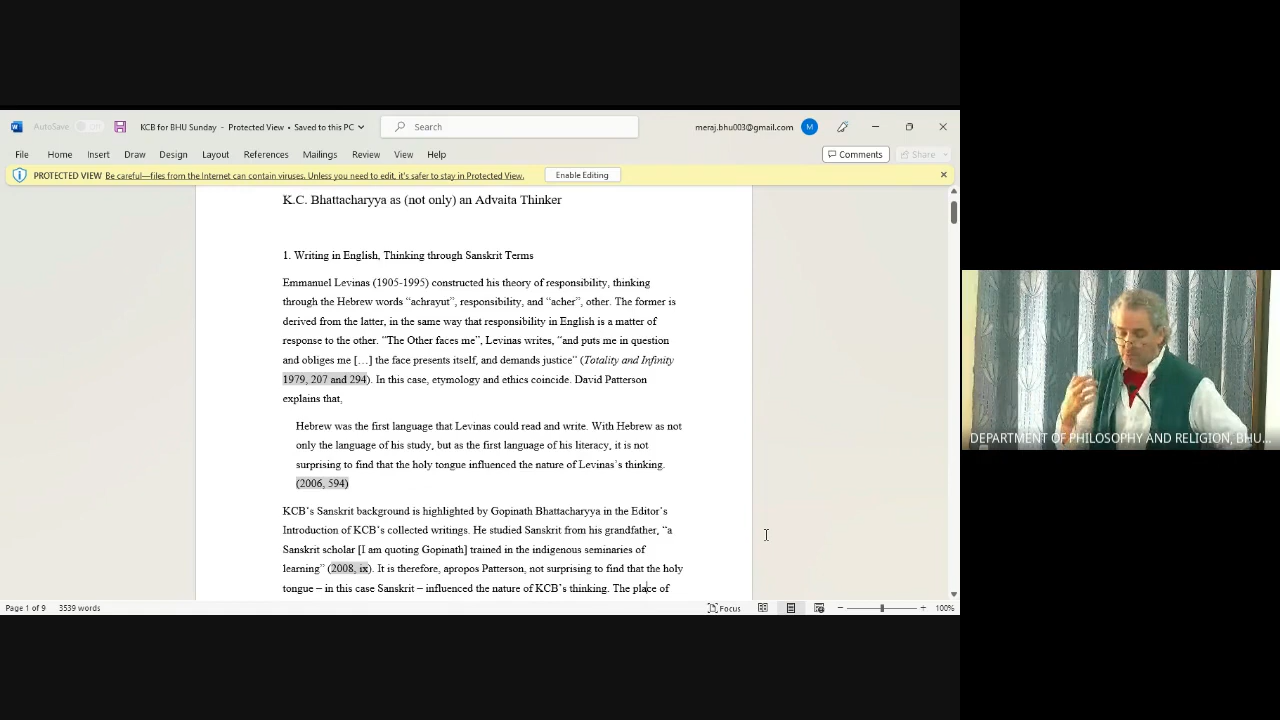 AutoSave
KCB for BHU Sunday - Protected View • Saved to this PC
Search
meraj.bhu003@gmail.com
M
File Home Insert Draw Design Layout References Mailings Review View Help
Comments
Share
PROTECTED VIEW Be careful—files from the Internet can contain viruses. Unless you need to edit, it's safer to stay in Protected View.
Enable Editing
K.C. Bhattacharyya as (not only) an Advaita Thinker
1. Writing in English, Thinking through Sanskrit Terms
Emmanuel Levinas (1905-1995) constructed his theory of responsibility, thinking
through the Hebrew words “achrayut”, responsibility, and “acher”, other. The former is
derived from the latter, in the same way that responsibility in English is a matter of
response to the other. “The Other faces me”, Levinas writes, “and puts me in question
and obliges me […] the face presents itself, and demands justice” (Totality and Infinity
1979, 207 and 294). In this case, etymology and ethics coincide. David Patterson
explains that,
Hebrew was the first language that Levinas could read and write. With Hebrew as not
only the language of his study, but as the first language of his literacy, it is not
surprising to find that the holy tongue influenced the nature of Levinas’s thinking.
(2006, 594)
KCB’s Sanskrit background is highlighted by Gopinath Bhattacharyya in the Editor’s
Introduction of KCB’s collected writings. He studied Sanskrit from his grandfather, “a
Sanskrit scholar [I am quoting Gopinath] trained in the indigenous seminaries of
learning” (2008, ix). It is therefore, apropos Patterson, not surprising to find that the holy
tongue – in this case Sanskrit – influenced the nature of KCB’s thinking. The place of
Page 1 of 9
3539 words
Focus
100%
DEPARTMENT OF PHILOSOPHY AND RELIGION, BHU...